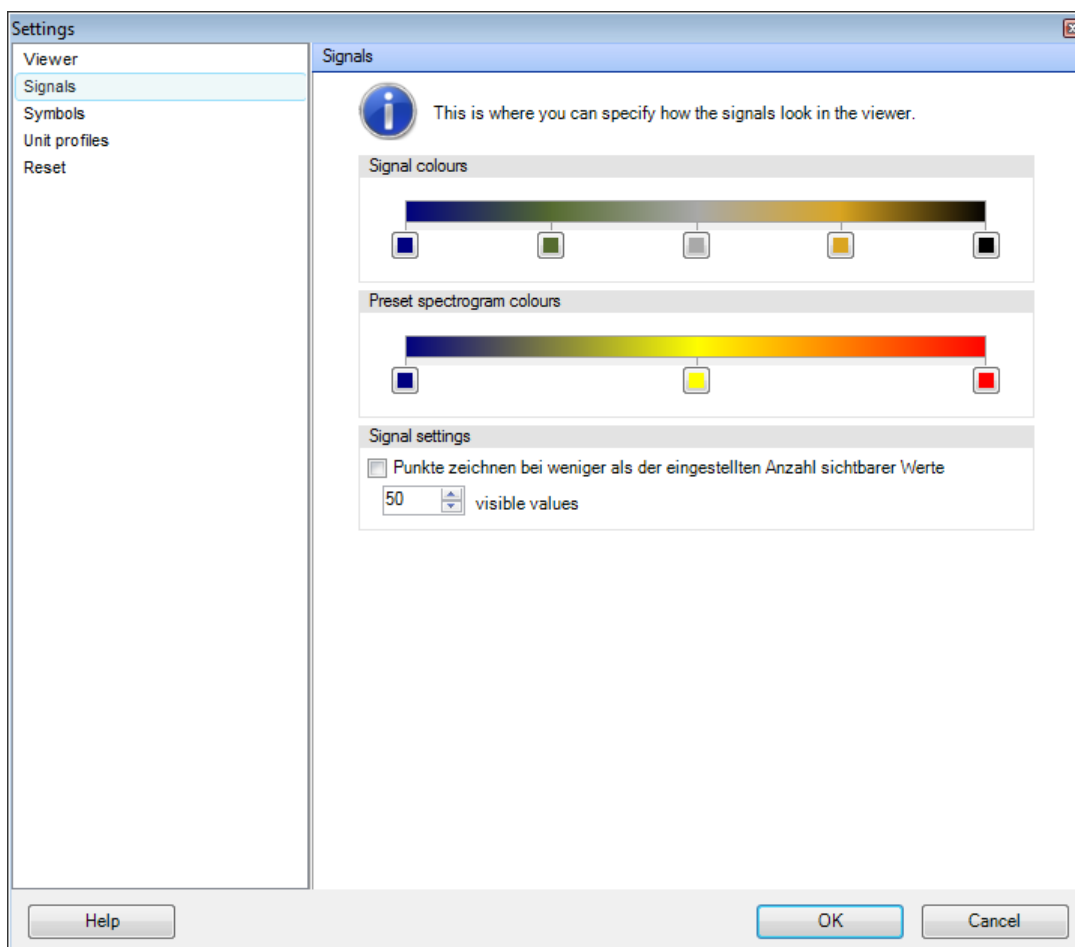 Settings
Viewer
Signals
Symbols
Unit profiles
Reset
Signals
This is where you can specify how the signals look in the viewer.
Signal colours
Preset spectrogram colours
Signal settings
Punkte zeichnen bei weniger als der eingestellten Anzahl sichtbarer Werte
50 visible values
Help OK Cancel